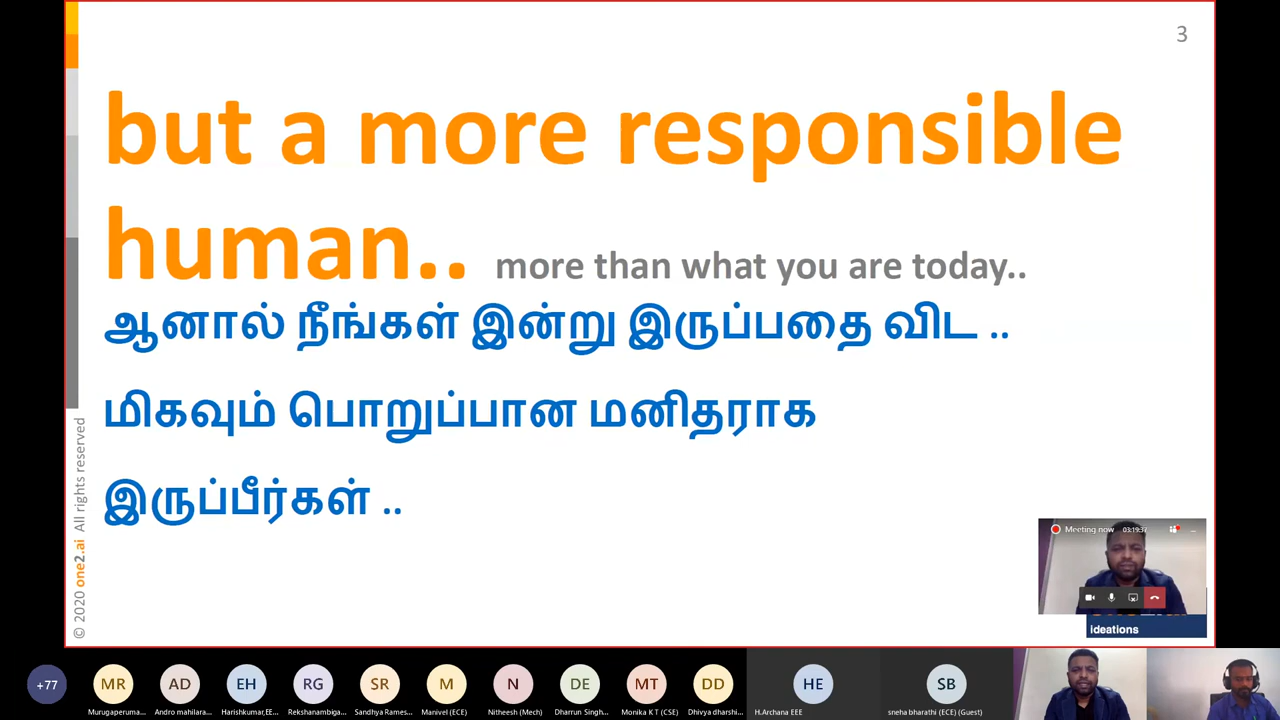 3
but a more responsible
human.. more than what you are today..
ஆனால் நீங்கள் இன்று இருப்பதை விட ..
மிகவும் பொறுப்பான மனிதராக
இருப்பீர்கள் ..
© 2020 one2.ai All rights reserved
Meeting now 03:19:37
ideations
+77 MR AD EH RG SR M N DE MT DD HE SB
Murugaperuma... Andro mahilara... Harishkumar,EE... Rekshanambiga... Sandhya Rames... Manivel (ECE) Nitheesh (Mech) Dharrun Singh... Monika K T (CSE) Dhivya dharshi... H.Archana EEE sneha bharathi (ECE) (Guest)